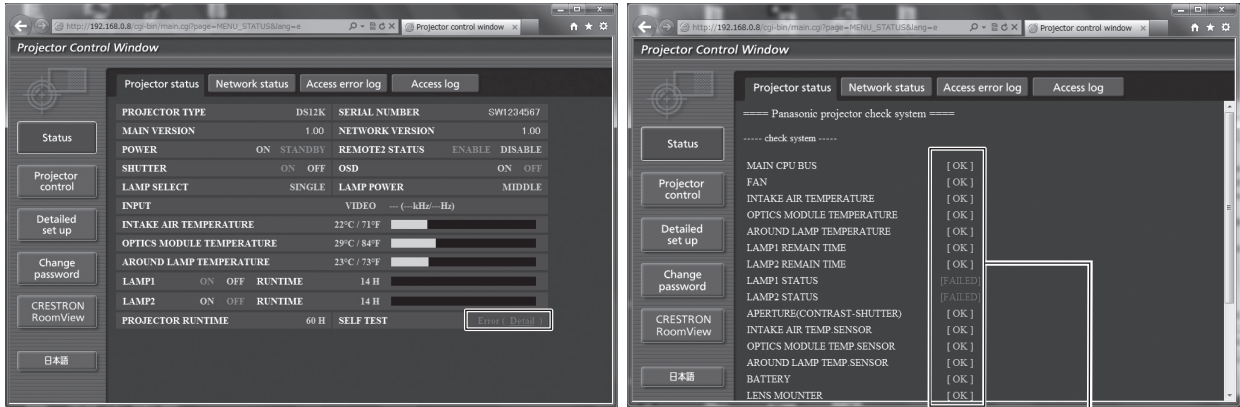 http://192.168.0.8/cgi-bin/main.cgi?page=MENU_STATUS&lang=e Projector control window
Projector Control Window
Projector status Network status Access error log Access log
Status
Projector control
Detailed set up
Change password
CRESTRON RoomView
日本語
PROJECTOR TYPE DS12K SERIAL NUMBER SW1234567
MAIN VERSION 1.00 NETWORK VERSION 1.00
POWER ON STANDBY REMOTE2 STATUS ENABLE DISABLE
SHUTTER ON OFF OSD ON OFF
LAMP SELECT SINGLE LAMP POWER MIDDLE
INPUT VIDEO --- (---kHz/---Hz)
INTAKE AIR TEMPERATURE 22°C / 71°F
OPTICS MODULE TEMPERATURE 29°C / 84°F
AROUND LAMP TEMPERATURE 23°C / 73°F
LAMP1 ON OFF RUNTIME 14 H
LAMP2 ON OFF RUNTIME 14 H
PROJECTOR RUNTIME 60 H SELF TEST Error ( Detail )
http://192.168.0.8/cgi-bin/main.cgi?page=MENU_STATUS&lang=e Projector control window
Projector Control Window
Projector status Network status Access error log Access log
Status
Projector control
Detailed set up
Change password
CRESTRON RoomView
日本語
==== Panasonic projector check system ====
----- check system -----
MAIN CPU BUS [ OK ]
FAN [ OK ]
INTAKE AIR TEMPERATURE [ OK ]
OPTICS MODULE TEMPERATURE [ OK ]
AROUND LAMP TEMPERATURE [ OK ]
LAMP1 REMAIN TIME [ OK ]
LAMP2 REMAIN TIME [ OK ]
LAMP1 STATUS [FAILED]
LAMP2 STATUS [FAILED]
APERTURE(CONTRAST-SHUTTER) [ OK ]
INTAKE AIR TEMP.SENSOR [ OK ]
OPTICS MODULE TEMP.SENSOR [ OK ]
AROUND LAMP TEMP.SENSOR [ OK ]
BATTERY [ OK ]
LENS MOUNTER [ OK ]